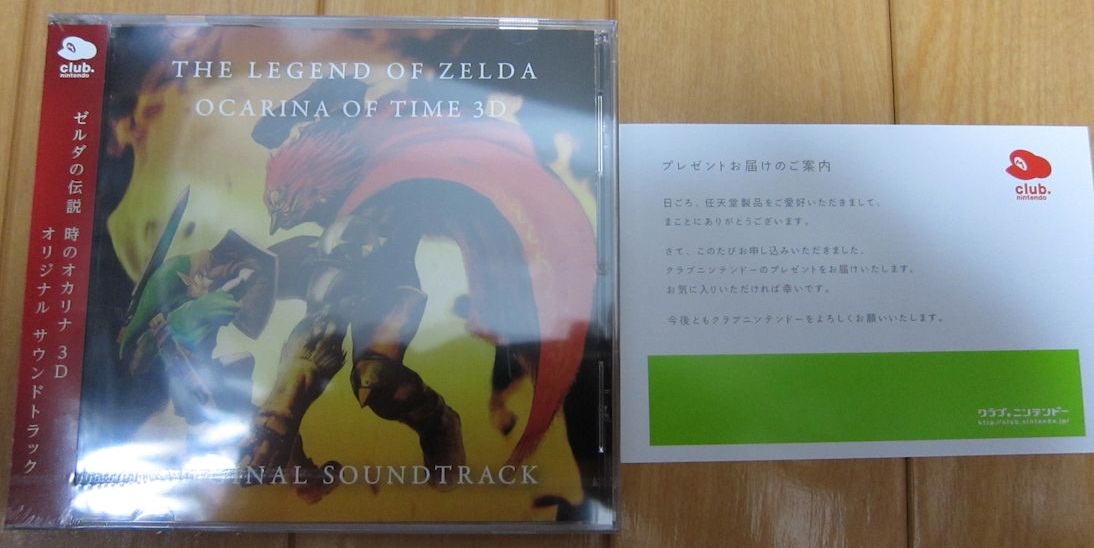 club.
nintendo
ゼルダの伝説 時のオカリナ 3D
オリジナル サウンドトラック
THE LEGEND OF ZELDA
OCARINA OF TIME 3D
INAL SOUNDTRACK
club.
nintendo
プレゼントお届けのご案内
日ごろ、任天堂製品をご愛好いただきまして、
まことにありがとうございます。
さて、このたびお申し込みいただきました、
クラブニンテンドーのプレゼントをお届けいたします。
お気に入りいただければ幸いです。
今後ともクラブニンテンドーをよろしくお願いいたします。
クラブ。ニンテンドー
http://club.nintendo.jp/